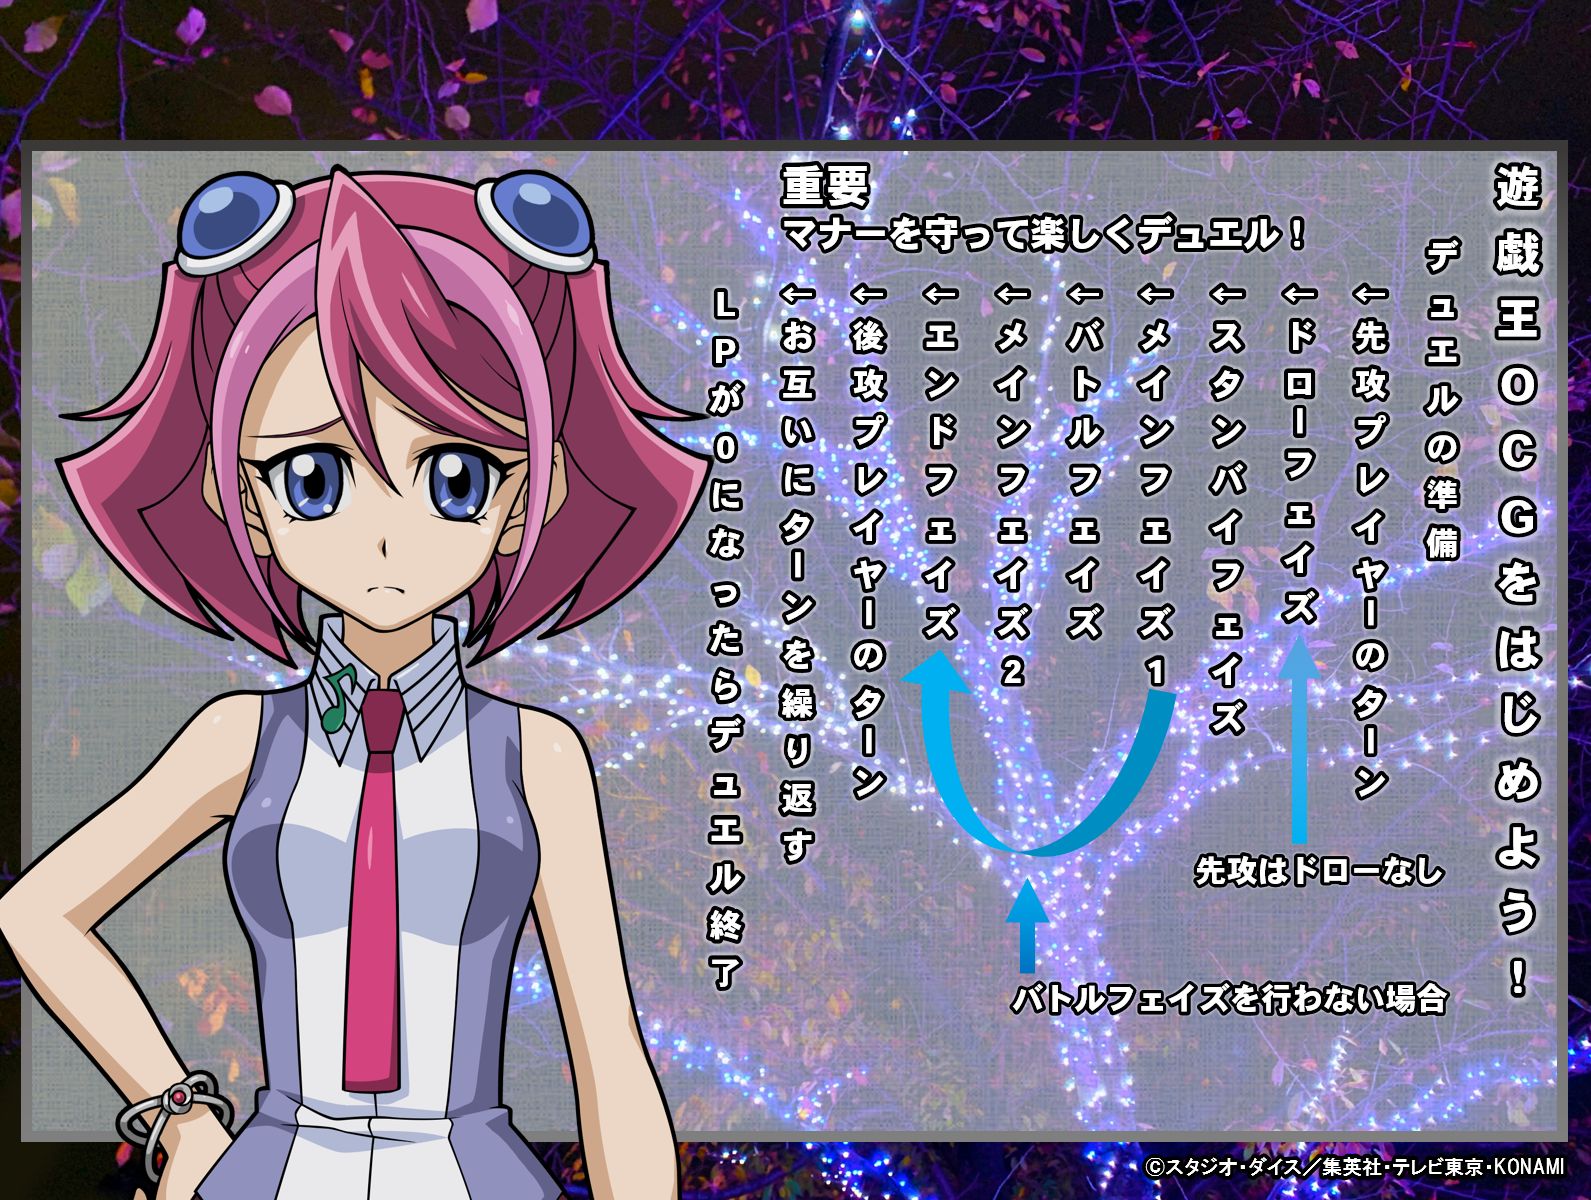 遊戯王OCGをはじめよう！
デュエルの準備
←先攻プレイヤーのターン
←ドローフェイズ
←スタンバイフェイズ
←メインフェイズ1
←バトルフェイズ
←メインフェイズ2
←エンドフェイズ
←後攻プレイヤーのターン
←お互いにターンを繰り返す
LPが0になったらデュエル終了
重要
マナーを守って楽しくデュエル！
先攻はドローなし
バトルフェイズを行わない場合
©スタジオ・ダイス／集英社・テレビ東京・KONAMI